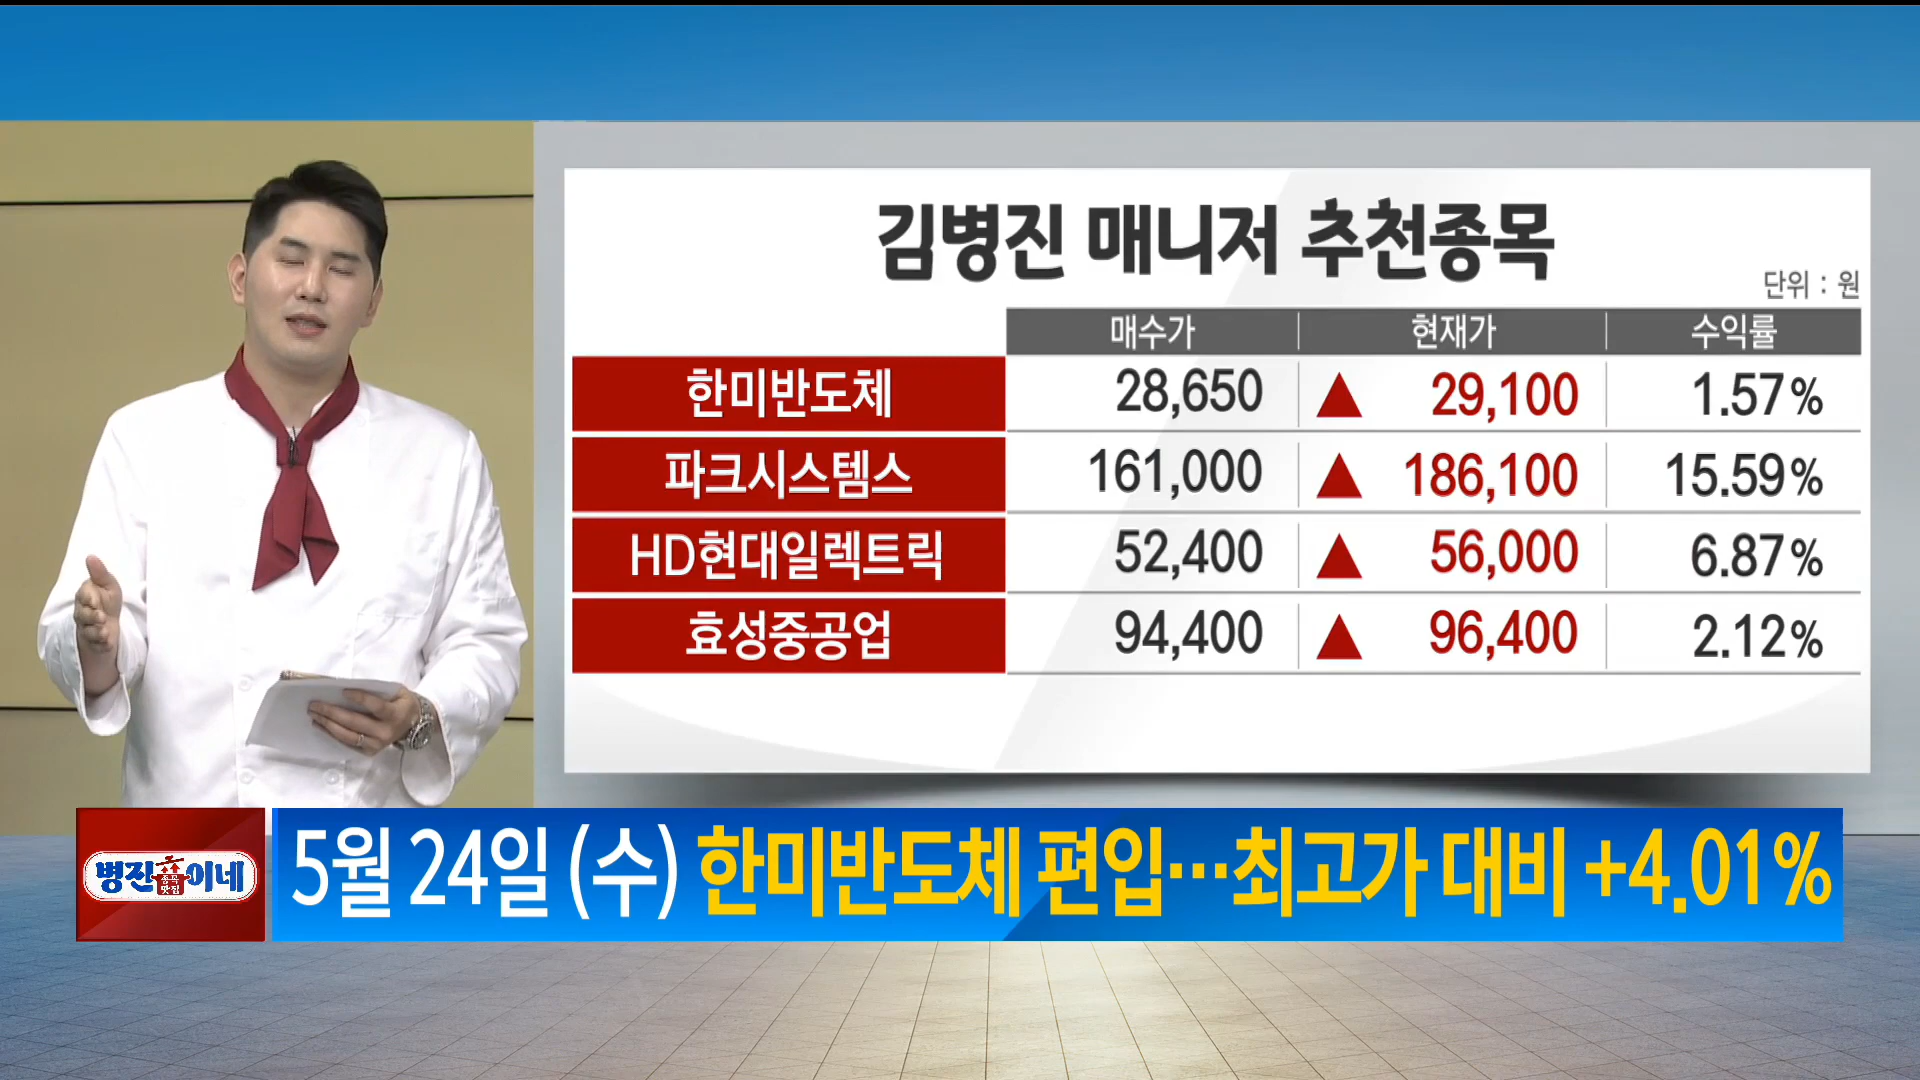 김병진 매니저 추천종목
단위 : 원
매수가 현재가 수익률
한미반도체 28,650 ▲ 29,100 1.57%
파크시스템스 161,000 ▲ 186,100 15.59%
HD현대일렉트릭 52,400 ▲ 56,000 6.87%
효성중공업 94,400 ▲ 96,400 2.12%
병진이네
종목
맛집
5월 24일 (수) 한미반도체 편입…최고가 대비 +4.01%